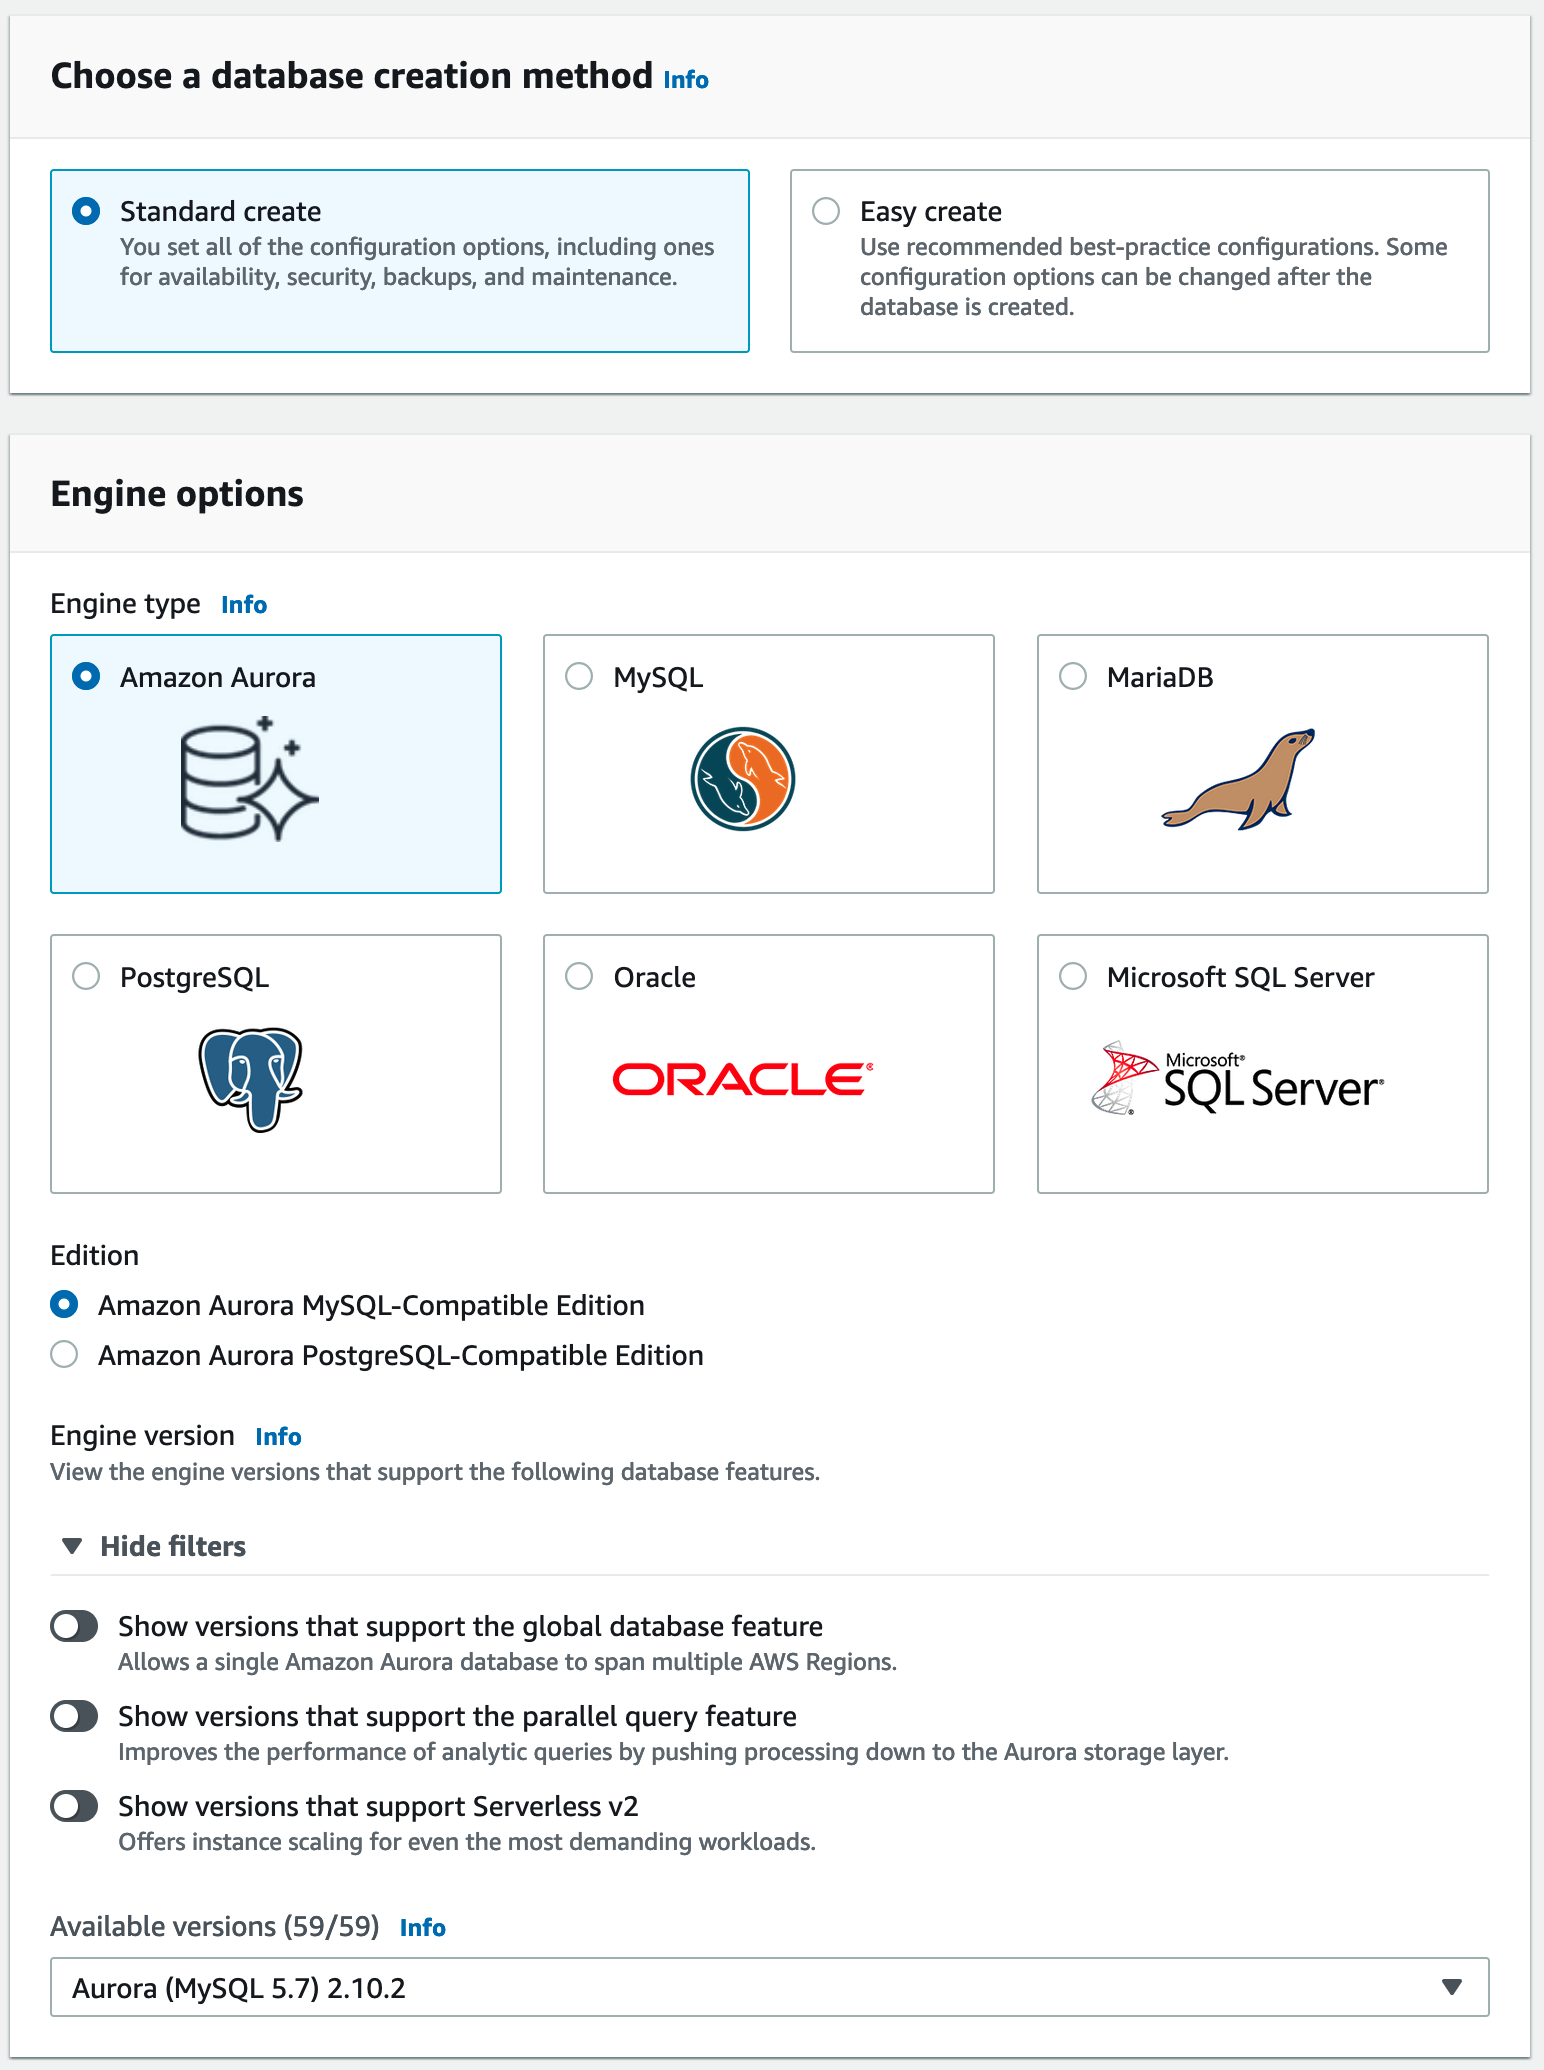 Choose a database creation method Info
Standard create
You set all of the configuration options, including ones
for availability, security, backups, and maintenance.
Easy create
Use recommended best-practice configurations. Some
configuration options can be changed after the
database is created.
Engine options
Engine type Info
Amazon Aurora
MySQL
MariaDB
PostgreSQL
Oracle
ORACLE®
Microsoft SQL Server
Microsoft®
SQL Server®
Edition
Amazon Aurora MySQL-Compatible Edition
Amazon Aurora PostgreSQL-Compatible Edition
Engine version Info
View the engine versions that support the following database features.
Hide filters
Show versions that support the global database feature
Allows a single Amazon Aurora database to span multiple AWS Regions.
Show versions that support the parallel query feature
Improves the performance of analytic queries by pushing processing down to the Aurora storage layer.
Show versions that support Serverless v2
Offers instance scaling for even the most demanding workloads.
Available versions (59/59) Info
Aurora (MySQL 5.7) 2.10.2